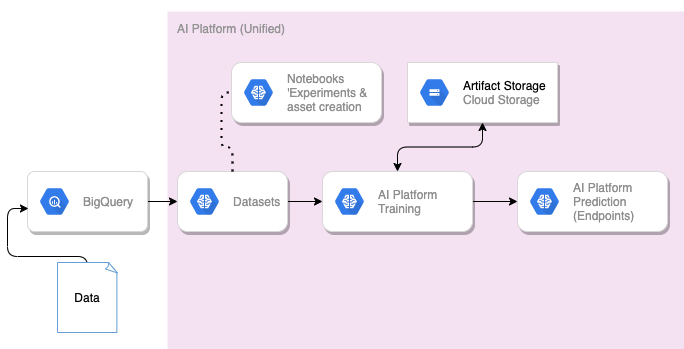 AI Platform (Unified)
Notebooks
'Experiments &
asset creation
Artifact Storage
Cloud Storage
BigQuery
Datasets
AI Platform
Training
AI Platform
Prediction
(Endpoints)
Data